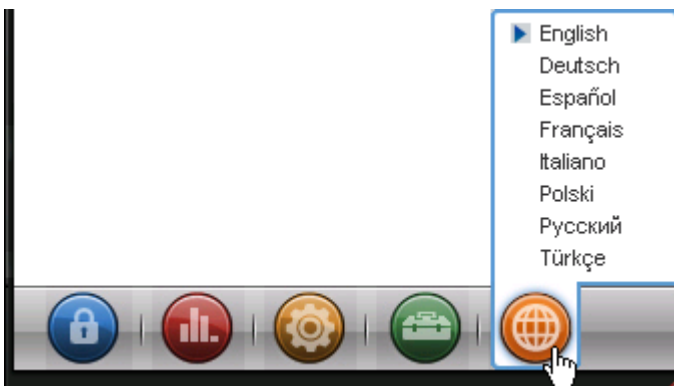 English
Deutsch
Español
Français
Italiano
Polski
Русский
Türkçe